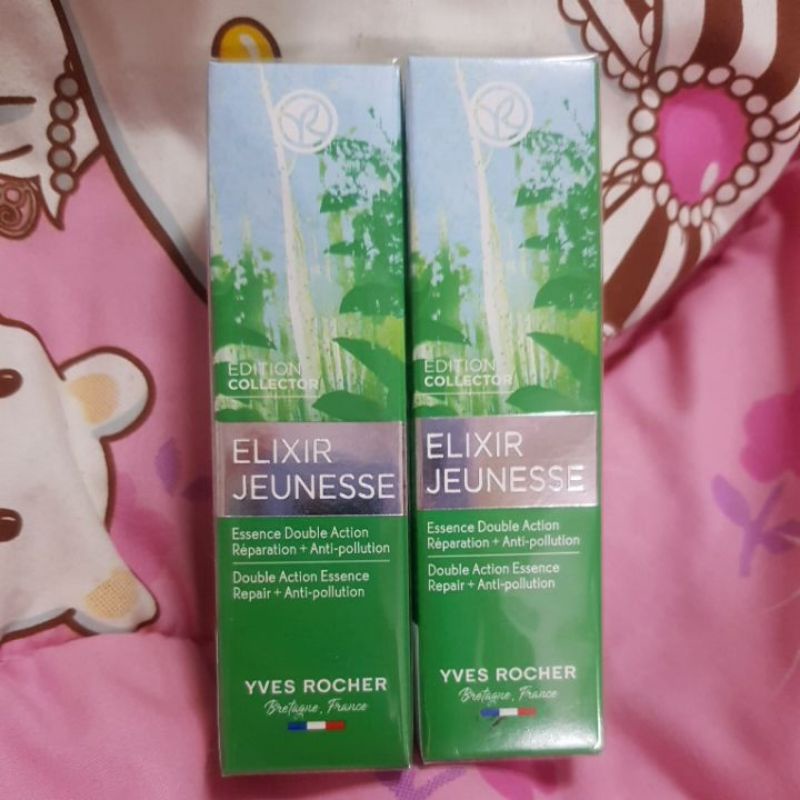 EDITION
COLLECTOR
ELIXIR
JEUNESSE
Essence Double Action
Réparation + Anti-pollution
Double Action Essence
Repair + Anti-pollution
YVES ROCHER
Bretagne, France
EDITION
COLLECTOR
ELIXIR
JEUNESSE
Essence Double Action
Réparation + Anti-pollution
Double Action Essence
Repair + Anti-pollution
YVES ROCHER
Bretagne, France